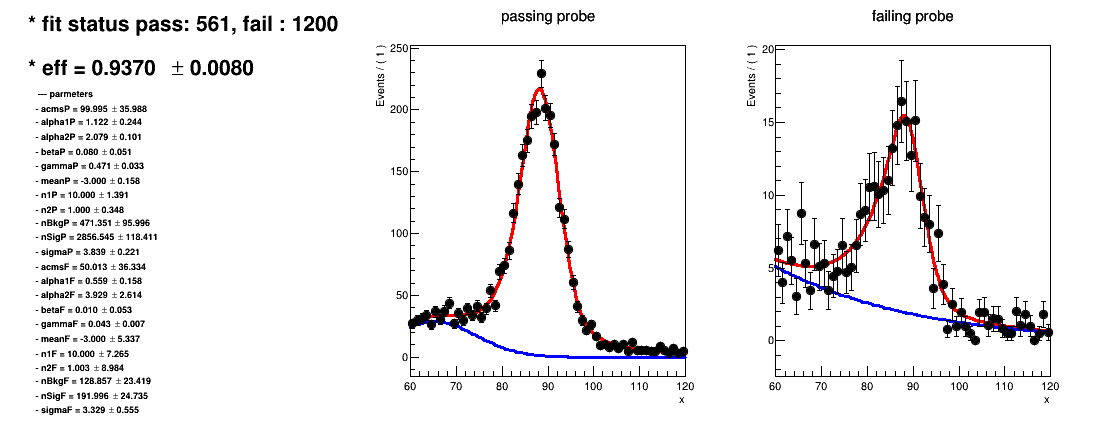 * fit status pass: 561, fail : 1200
* eff = 0.9370 ± 0.0080
--- parmeters
- acmsP = 99.995 ± 35.988
- alpha1P = 1.122 ± 0.244
- alpha2P = 2.079 ± 0.101
- betaP = 0.080 ± 0.051
- gammaP = 0.471 ± 0.033
- meanP = -3.000 ± 0.158
- n1P = 10.000 ± 1.391
- n2P = 1.000 ± 0.348
- nBkgP = 471.351 ± 95.996
- nSigP = 2856.545 ± 118.411
- sigmaP = 3.839 ± 0.221
- acmsF = 50.013 ± 36.334
- alpha1F = 0.559 ± 0.158
- alpha2F = 3.929 ± 2.614
- betaF = 0.010 ± 0.053
- gammaF = 0.043 ± 0.007
- meanF = -3.000 ± 5.337
- n1F = 10.000 ± 7.265
- n2F = 1.003 ± 8.984
- nBkgF = 128.857 ± 23.419
- nSigF = 191.996 ± 24.735
- sigmaF = 3.329 ± 0.555
passing probe
Events / ( 1 )
250
200
150
100
50
0
60 70 80 90 100 110 120
x
failing probe
Events / ( 1 )
20
15
10
5
0
60 70 80 90 100 110 120
x